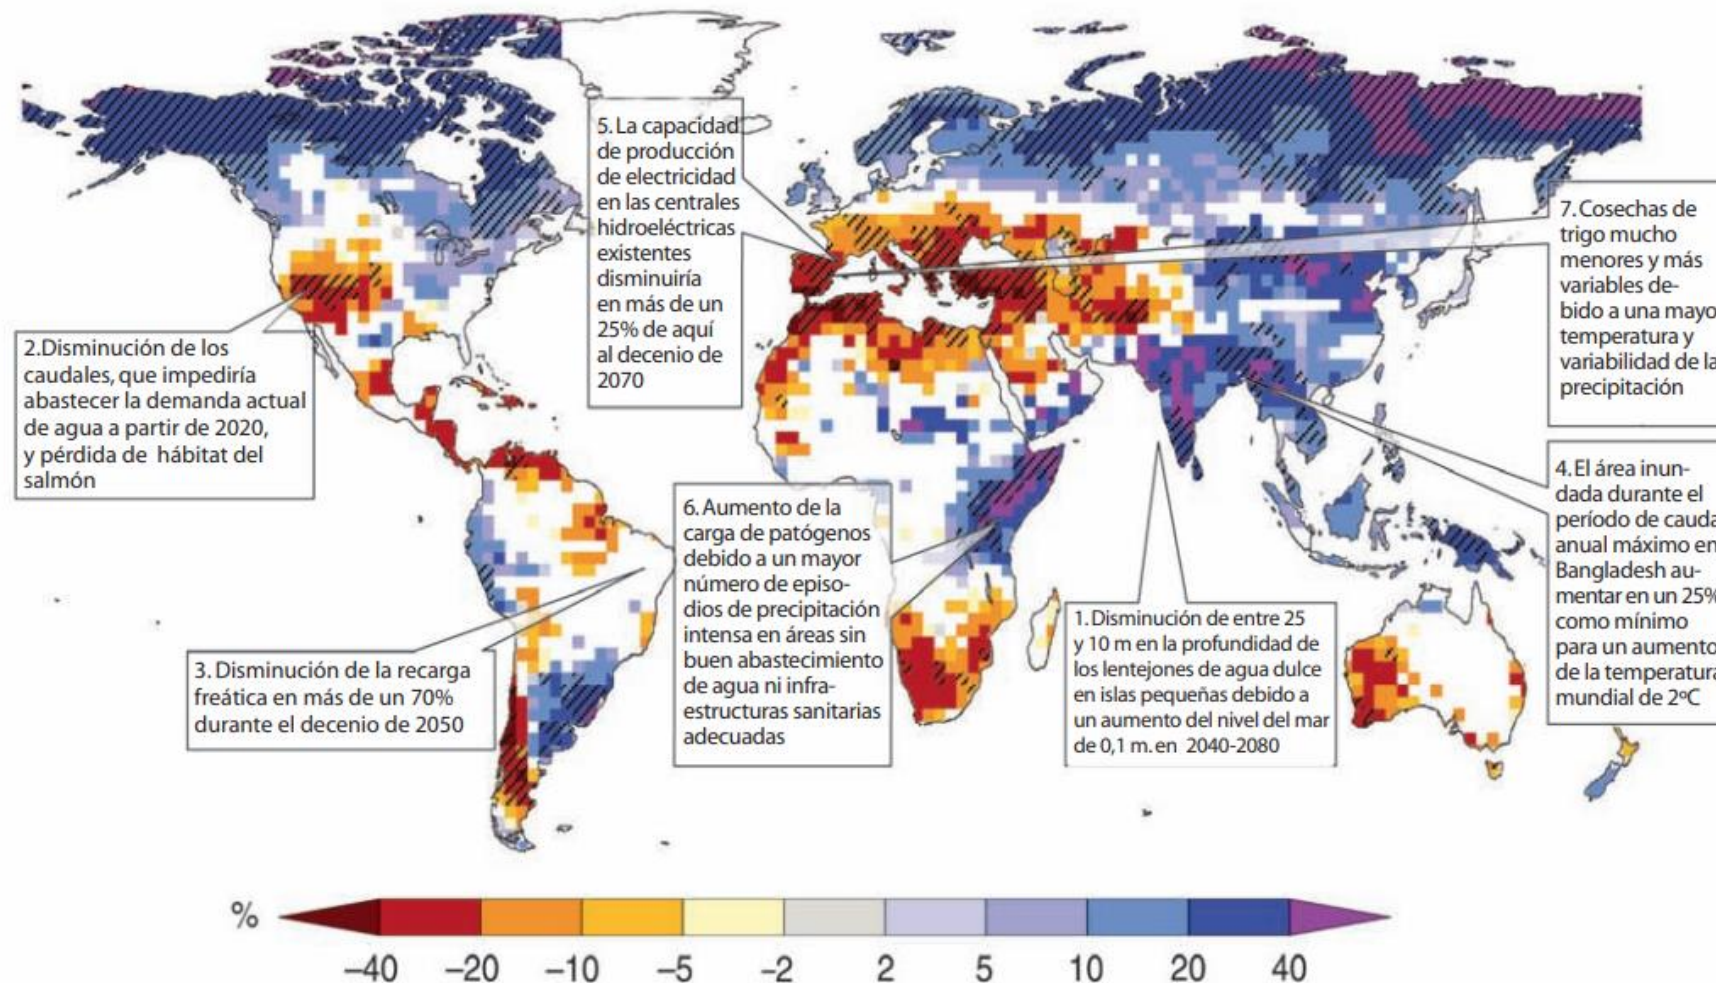 5. La capacidad
de producción
de electricidad
en las centrales
hidroeléctricas
existentes
disminuiría
en más de un
25% de aquí
al decenio de
2070
7. Cosechas de
trigo mucho
menores y más
variables de-
bido a una mayo
temperatura y
variabilidad de la
precipitación
2.Disminución de los
caudales, que impediría
abastecer la demanda actual
de agua a partir de 2020,
y pérdida de hábitat del
salmón
4. El área inun-
dada durante el
período de cauda
anual máximo en
Bangladesh au-
mentar en un 25%
como mínimo
para un aumento
de la temperatura
mundial de 2ºC
6. Aumento de la
carga de patógenos
debido a un mayor
número de episo-
dios de precipitación
intensa en áreas sin
buen abastecimiento
de agua ni infra-
estructuras sanitarias
adecuadas
1. Disminución de entre 25
y 10 m en la profundidad de
los lentejones de agua dulce
en islas pequeñas debido a
un aumento del nivel del mar
de 0,1 m. en 2040-2080
3. Disminución de la recarga
freática en más de un 70%
durante el decenio de 2050
%
–40 –20 –10 –5 –2 2 5 10 20 40